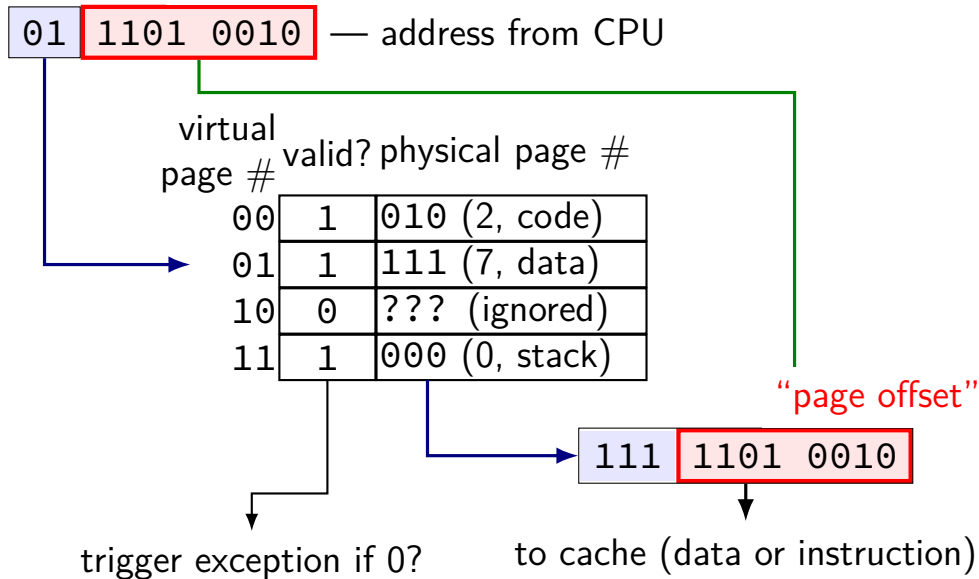 01 1101 0010 — address from CPU
virtual page # valid? physical page #
00 1 010 (2, code)
01 1 111 (7, data)
10 0 ??? (ignored)
11 1 000 (0, stack)
“page offset”
111 1101 0010
trigger exception if 0?
to cache (data or instruction)